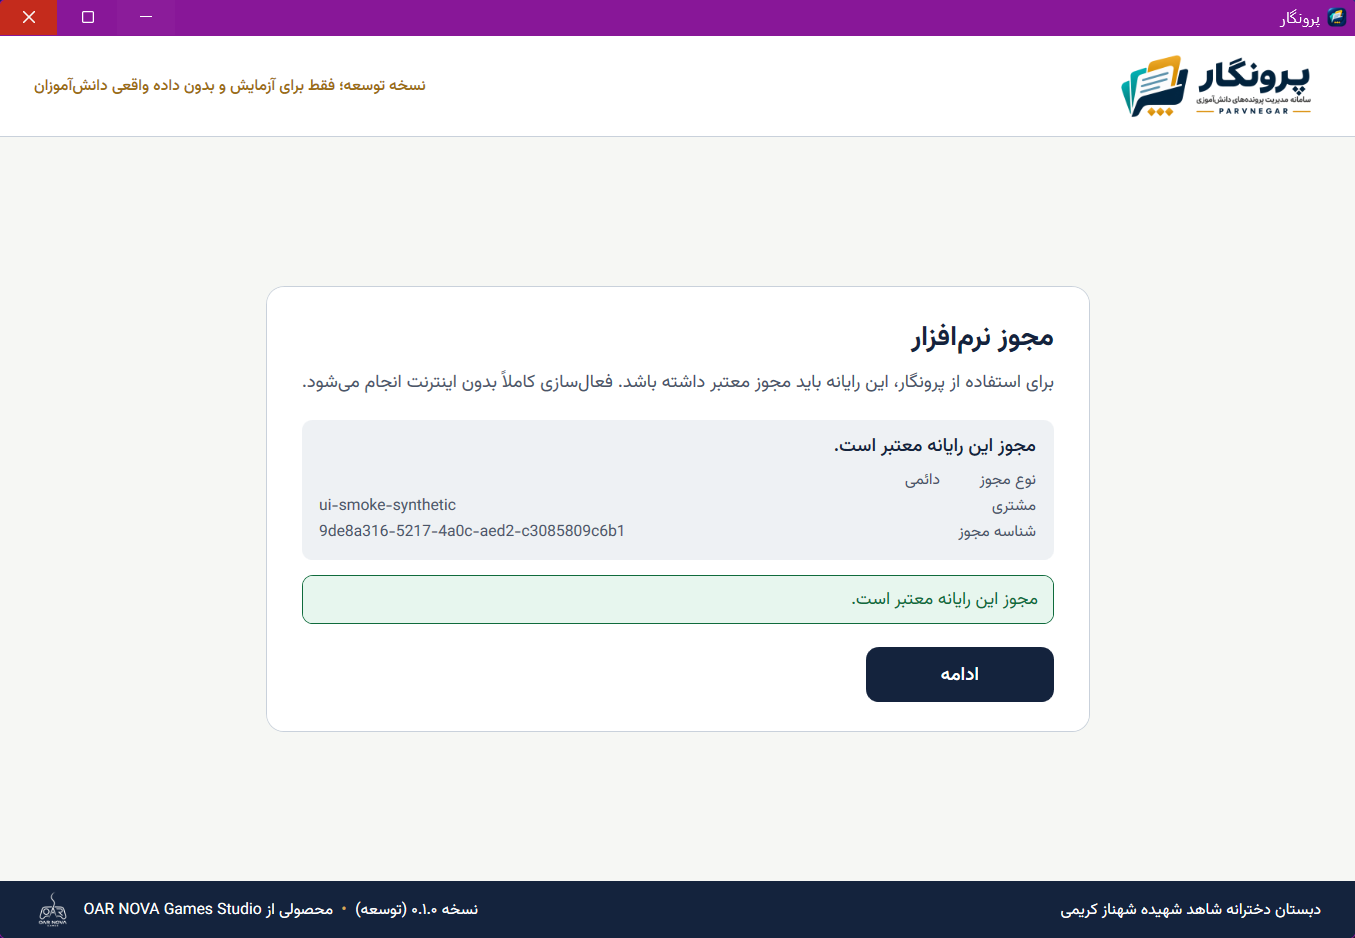 پرونگار
پرونگار
سامانه مدیریت پرونده‌های دانش‌آموزی
PARVNEGAR
نسخه توسعه؛ فقط برای آزمایش و بدون داده واقعی دانش‌آموزان
مجوز نرم‌افزار
برای استفاده از پرونگار، این رایانه باید مجوز معتبر داشته باشد. فعال‌سازی کاملاً بدون اینترنت انجام می‌شود.
مجوز این رایانه معتبر است.
نوع مجوز دائمی
مشتری ui-smoke-synthetic
شناسه مجوز 9de8a316-5217-4a0c-aed2-c3085809c6b1
مجوز این رایانه معتبر است.
ادامه
دبستان دخترانه شاهد شهیده شهناز کریمی
نسخه ۰.۱.۰ (توسعه) • محصولی از OAR NOVA Games Studio
OAR NOVA
GAMES